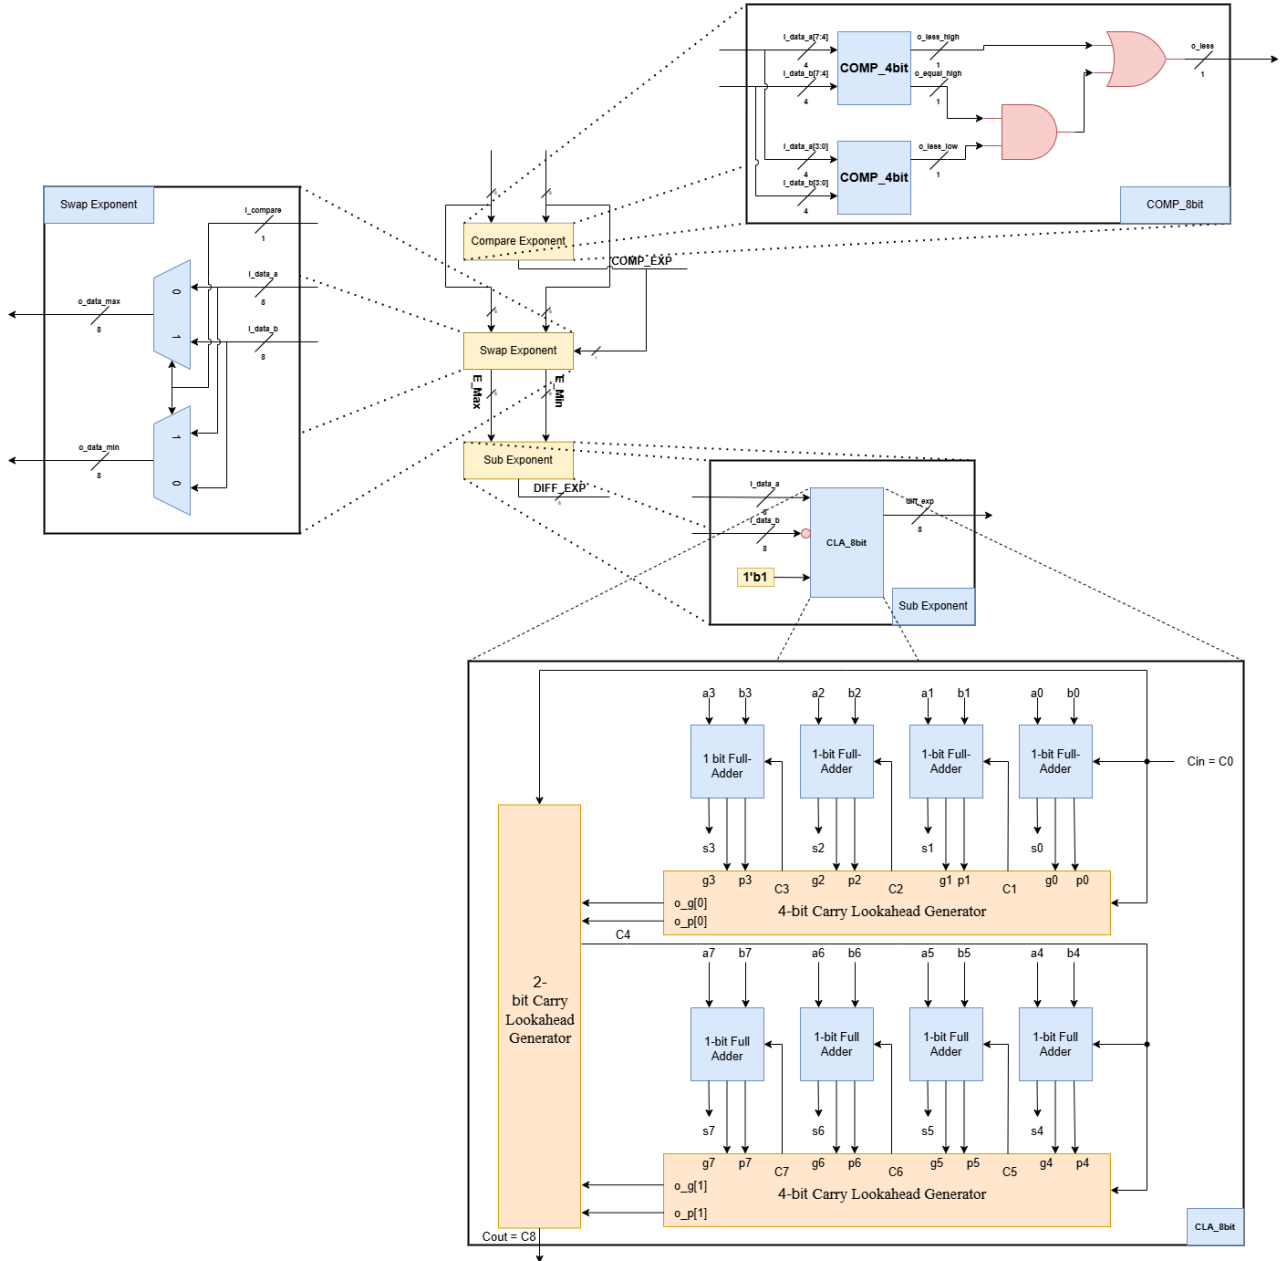 I_data_a[7:4]
4
I_data_b[7:4]
4
COMP_4bit
o_less_high
1
o_equal_high
1
o_less
1
I_data_a[3:0]
4
I_data_b[3:0]
4
COMP_4bit
o_less_low
1
COMP_8bit
Swap Exponent
I_compare
1
I_data_a
8
I_data_b
8
0
1
o_data_max
8
1
0
o_data_min
8
Compare Exponent
COMP_EXP
Swap Exponent
E_Max
E_Min
Sub Exponent
DIFF_EXP
I_data_a
8
I_data_b
8
1'b1
CLA_8bit
diff_exp
8
Sub Exponent
a3 b3 a2 b2 a1 b1 a0 b0
1 bit Full-
Adder
1-bit Full-
Adder
1-bit Full-
Adder
1-bit Full-
Adder
Cin = C0
s3 s2 s1 s0
g3 p3 C3 g2 p2 C2 g1 p1 C1 g0 p0
o_g[0]
o_p[0]
4-bit Carry Lookahead Generator
C4
a7 b7 a6 b6 a5 b5 a4 b4
2-
bit Carry
Lookahead
Generator
1-bit Full
Adder
1-bit Full
Adder
1-bit Full
Adder
1-bit Full
Adder
s7 s6 s5 s4
g7 p7 C7 g6 p6 C6 g5 p5 C5 g4 p4
o_g[1]
o_p[1]
4-bit Carry Lookahead Generator
Cout = C8
CLA_8bit